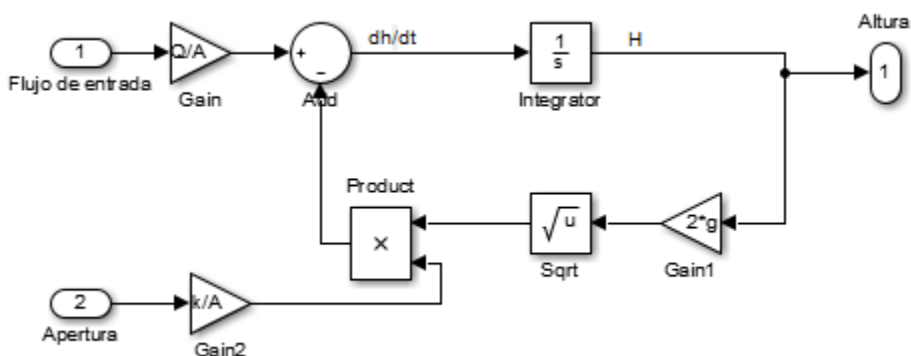 Altura
1
Q/A
+
−
dh/dt
1
s
H
1
Flujo de entrada
Gain
Add
Integrator
Product
×
√u
2*g
Sqrt
Gain1
2
k/A
Apertura
Gain2